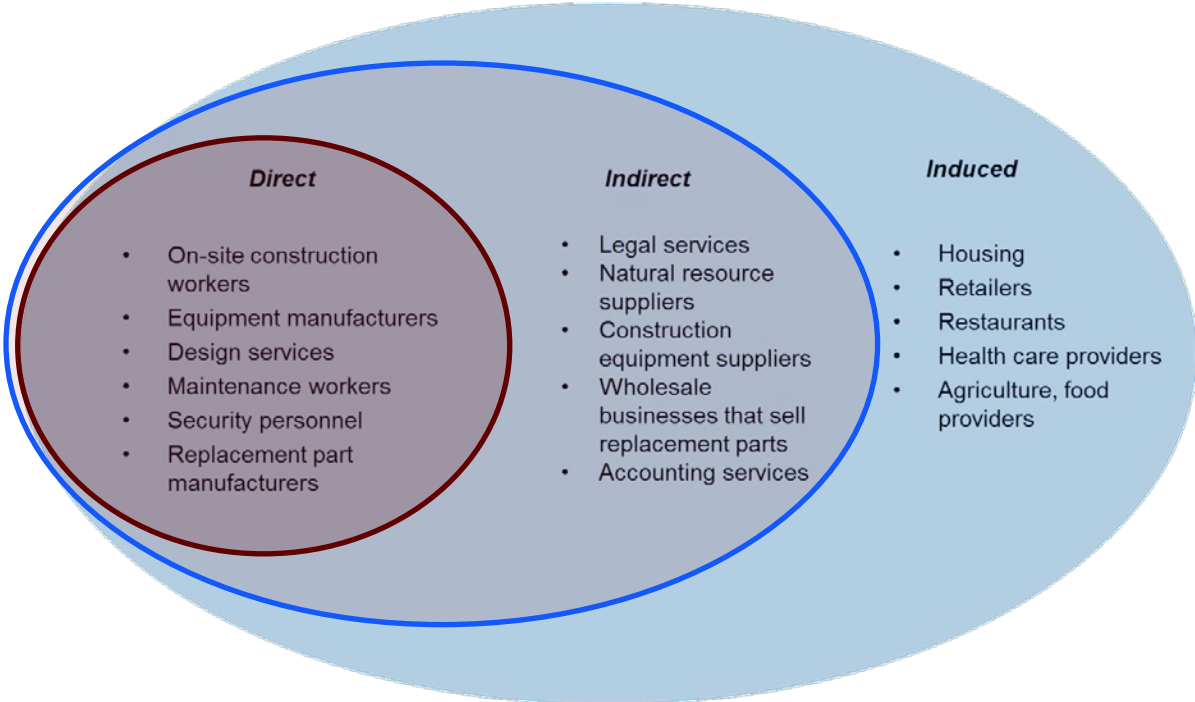 Direct
• On-site construction
workers
• Equipment manufacturers
• Design services
• Maintenance workers
• Security personnel
• Replacement part
manufacturers
Indirect
• Legal services
• Natural resource
suppliers
• Construction
equipment suppliers
• Wholesale
businesses that sell
replacement parts
• Accounting services
Induced
• Housing
• Retailers
• Restaurants
• Health care providers
• Agriculture, food
providers